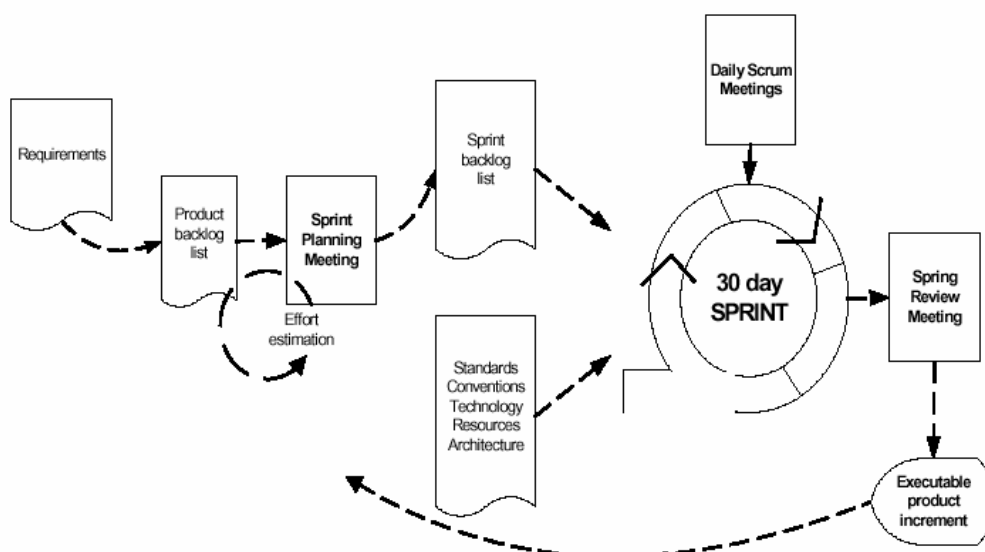 Requirements
Product
backlog
list
Sprint
Planning
Meeting
Effort
estimation
Sprint
backlog
list
Standards
Conventions
Technology
Resources
Architecture
Daily Scrum
Meetings
30 day
SPRINT
Spring
Review
Meeting
Executable
product
increment